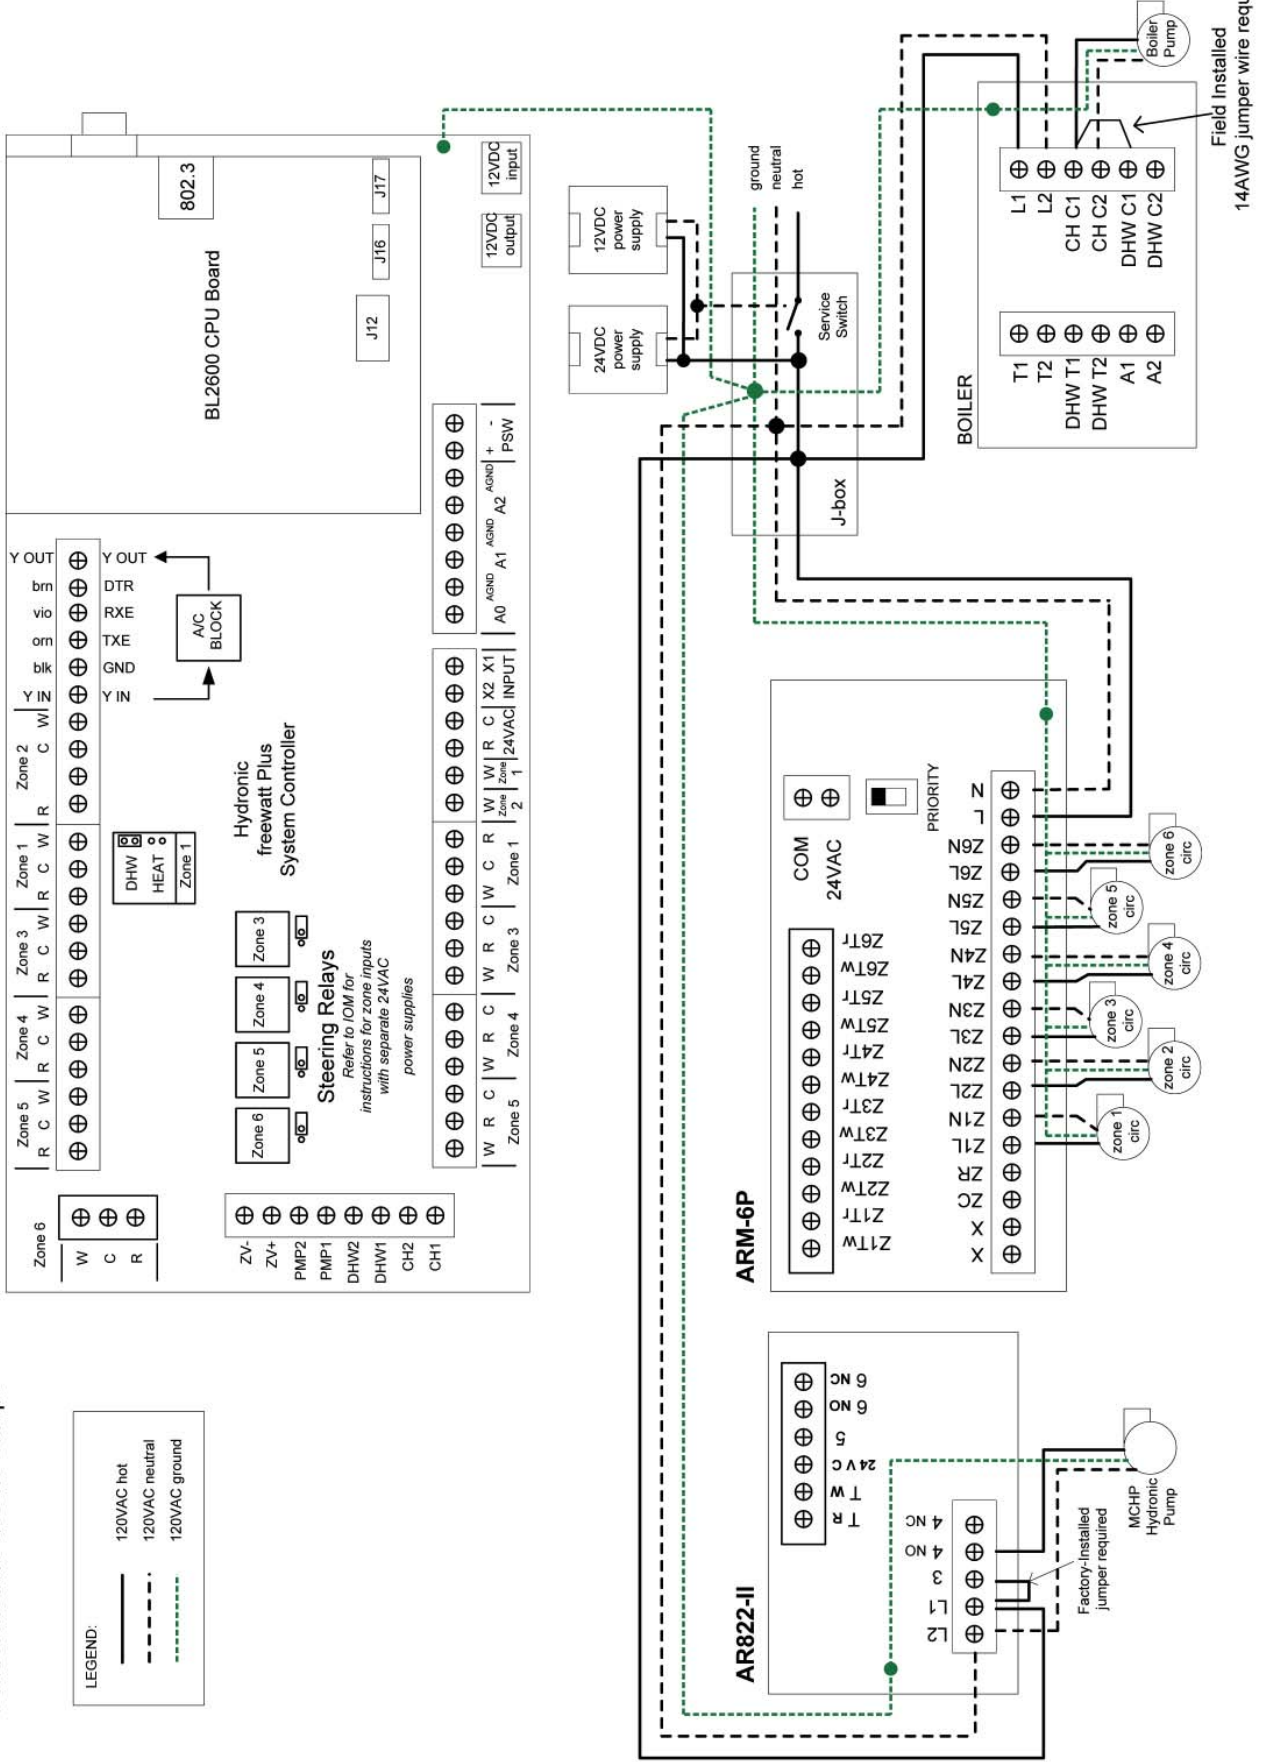 LEGEND:
120VAC hot
120VAC neutral
120VAC ground
BL2600 CPU Board
802.3
J17
J16
J12
12VDC
input
12VDC
output
Y OUT
brn
vio
orn
blk
Y IN
Y OUT
DTR
RXE
TXE
GND
Y IN
A/C
BLOCK
Zone 2
W
C
R
Zone 1
W
C
R
Zone 3
W
C
R
Zone 4
W
C
R
Zone 5
W
C
R
Zone 6
W
C
R
DHW
HEAT
Zone 1
Hydronic
freewatt Plus
System Controller
Zone 3
Zone 4
Zone 5
Zone 6
Steering Relays
Refer to IOM for
instructions for zone inputs
with separate 24VAC
power supplies
ZV-
ZV+
PMP2
PMP1
DHW2
DHW1
CH2
CH1
- 
+
PSW
AGND
A2
AGND
A1
AGND
A0
X1
X2
INPUT
C
R
24VAC
W
Zone
1
W
Zone
2
R
C
W
Zone 1
C
R
W
Zone 3
C
R
W
Zone 4
C
R
W
Zone 5
12VDC
power
supply
24VDC
power
supply
ground
neutral
hot
Service
Switch
J-box
BOILER
L1
L2
CH C1
CH C2
DHW C1
DHW C2
T1
T2
DHW T1
DHW T2
A1
A2
Boiler
Pump
Field Installed
14AWG jumper wire requ
ARM-6P
COM
24VAC
PRIORITY
Z6Tr
Z6Tw
Z5Tr
Z5Tw
Z4Tr
Z4Tw
Z3Tr
Z3Tw
Z2Tr
Z2Tw
Z1Tr
Z1Tw
N
L
Z6N
Z6L
Z5N
Z5L
Z4N
Z4L
Z3N
Z3L
Z2N
Z2L
Z1N
Z1L
ZR
ZC
X
X
zone 6
circ
zone 5
circ
zone 4
circ
zone 3
circ
zone 2
circ
zone 1
circ
AR822-II
6 NC
6 NO
5
24V C
T W
T R
4 NC
4 NO
3
L1
L2
Factory-Installed
jumper required
MCHP
Hydronic
Pump